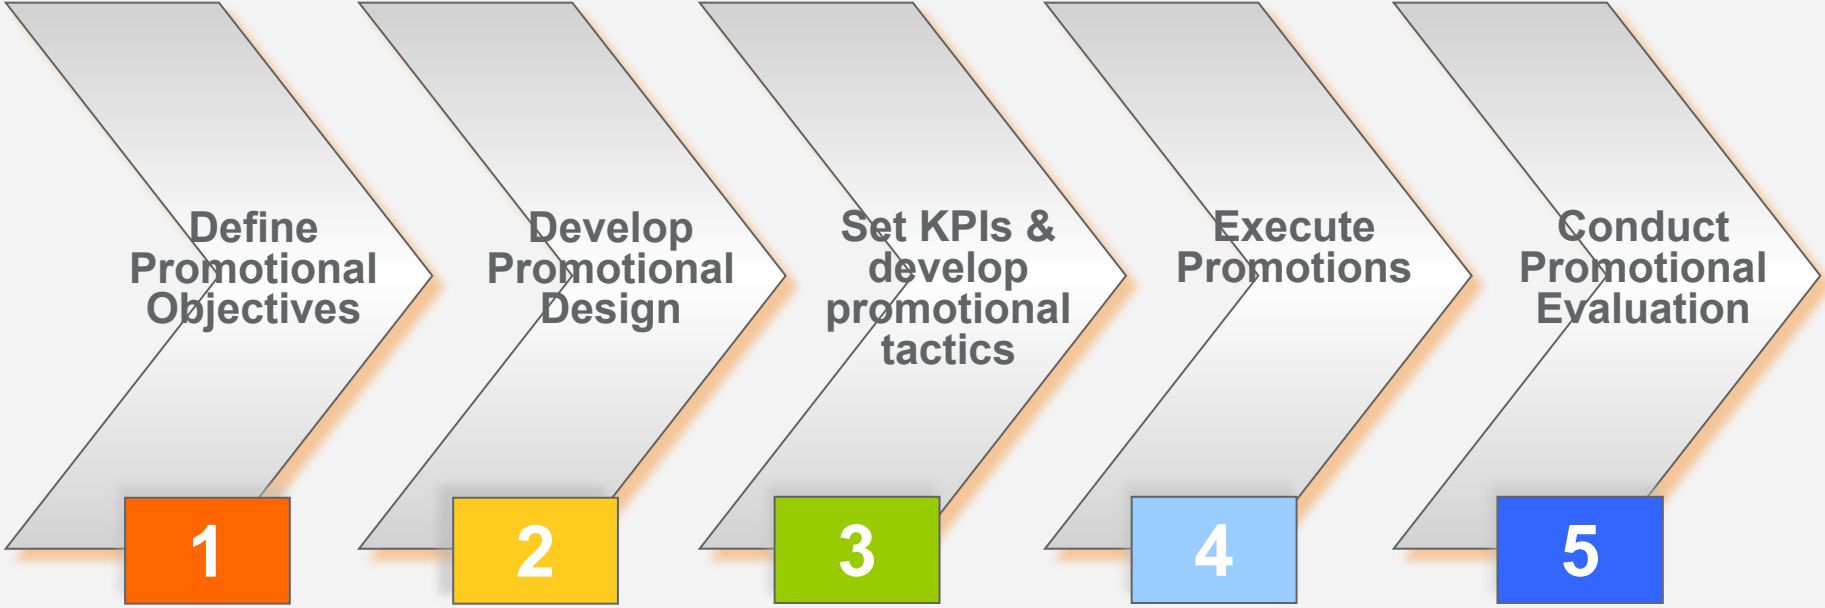 Define
Promotional
Objectives
Develop
Promotional
Design
Set KPIs &
develop
promotional
tactics
Execute
Promotions
Conduct
Promotional
Evaluation
1
2
3
4
5